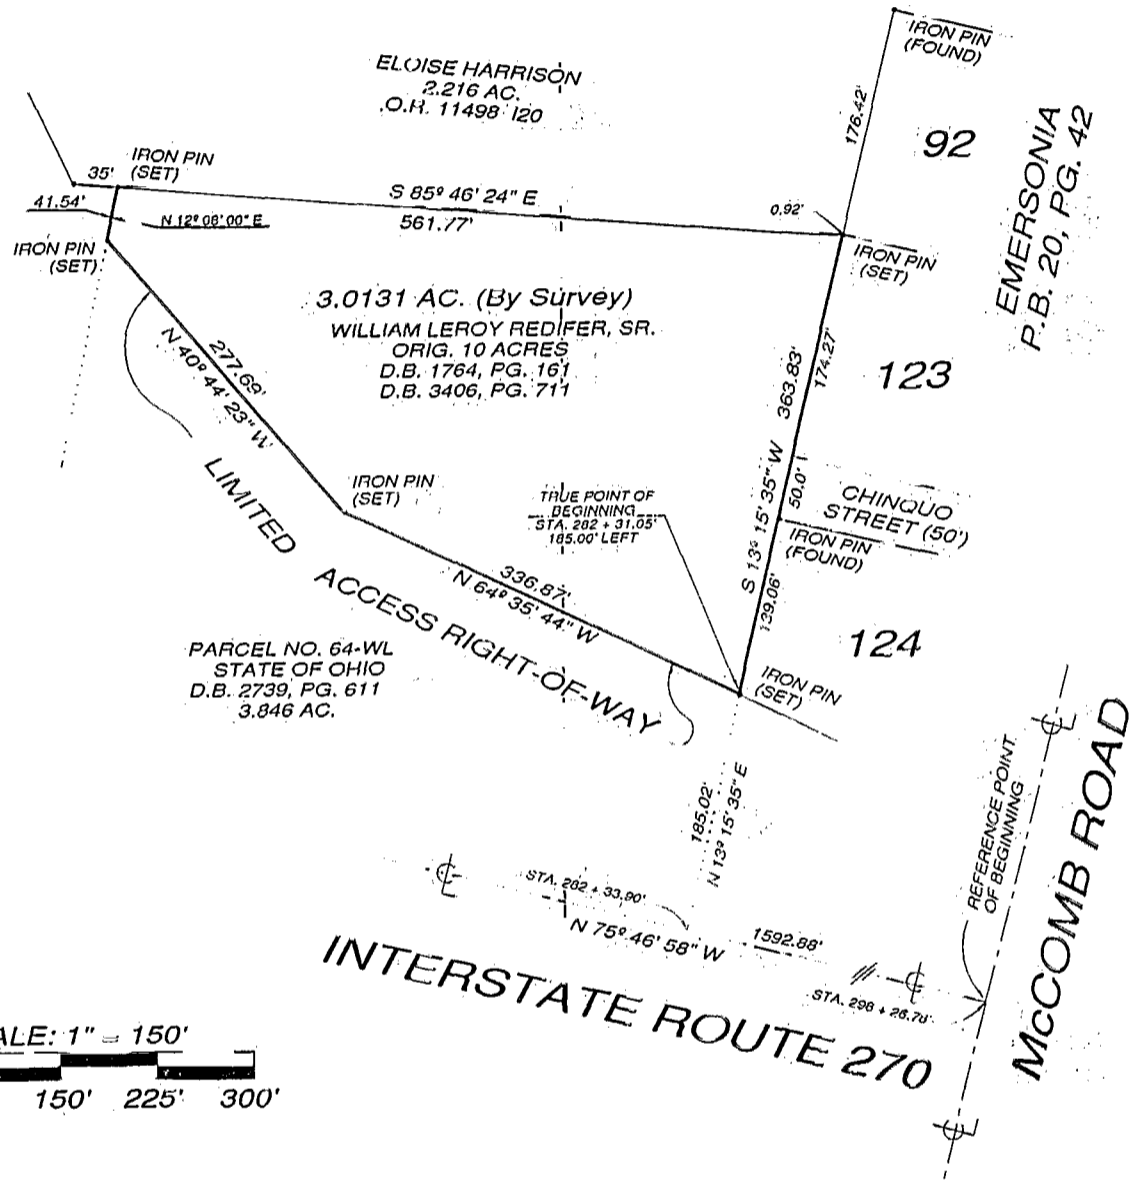 IRON PIN
(FOUND)
ELOISE HARRISON
2.216 AC.
O.R. 11498 I20
176.42'
92
EMERSONIA
P.B. 20, PG. 42
IRON PIN
(SET)
35'
S 85° 46' 24" E
561.77'
0.92'
41.54'
N 12° 08' 00" E
IRON PIN
(SET)
IRON PIN
(SET)
3.0131 AC. (By Survey)
WILLIAM LEROY REDIFER, SR.
ORIG. 10 ACRES
D.B. 1764, PG. 161
D.B. 3406, PG. 711
277.69'
N 40° 44' 23" W
S 13° 15' 35" W 363.83'
174.27'
123
50.0'
CHINQUO
STREET (50')
IRON PIN
(FOUND)
139.06'
124
IRON PIN
(SET)
TRUE POINT OF
BEGINNING
STA. 282 + 31.05'
185.00' LEFT
336.87'
N 64° 35' 44" W
LIMITED ACCESS RIGHT-OF-WAY
PARCEL NO. 64-WL
STATE OF OHIO
D.B. 2739, PG. 611
3.846 AC.
IRON PIN
(SET)
185.02'
N 13° 15' 35" E
REFERENCE POINT
OF BEGINNING
McCOMB ROAD
STA. 282 + 33.90'
N 75° 46' 58" W 1592.88'
STA. 298 + 26.78'
INTERSTATE ROUTE 270
ALE: 1" = 150'
150' 225' 300'